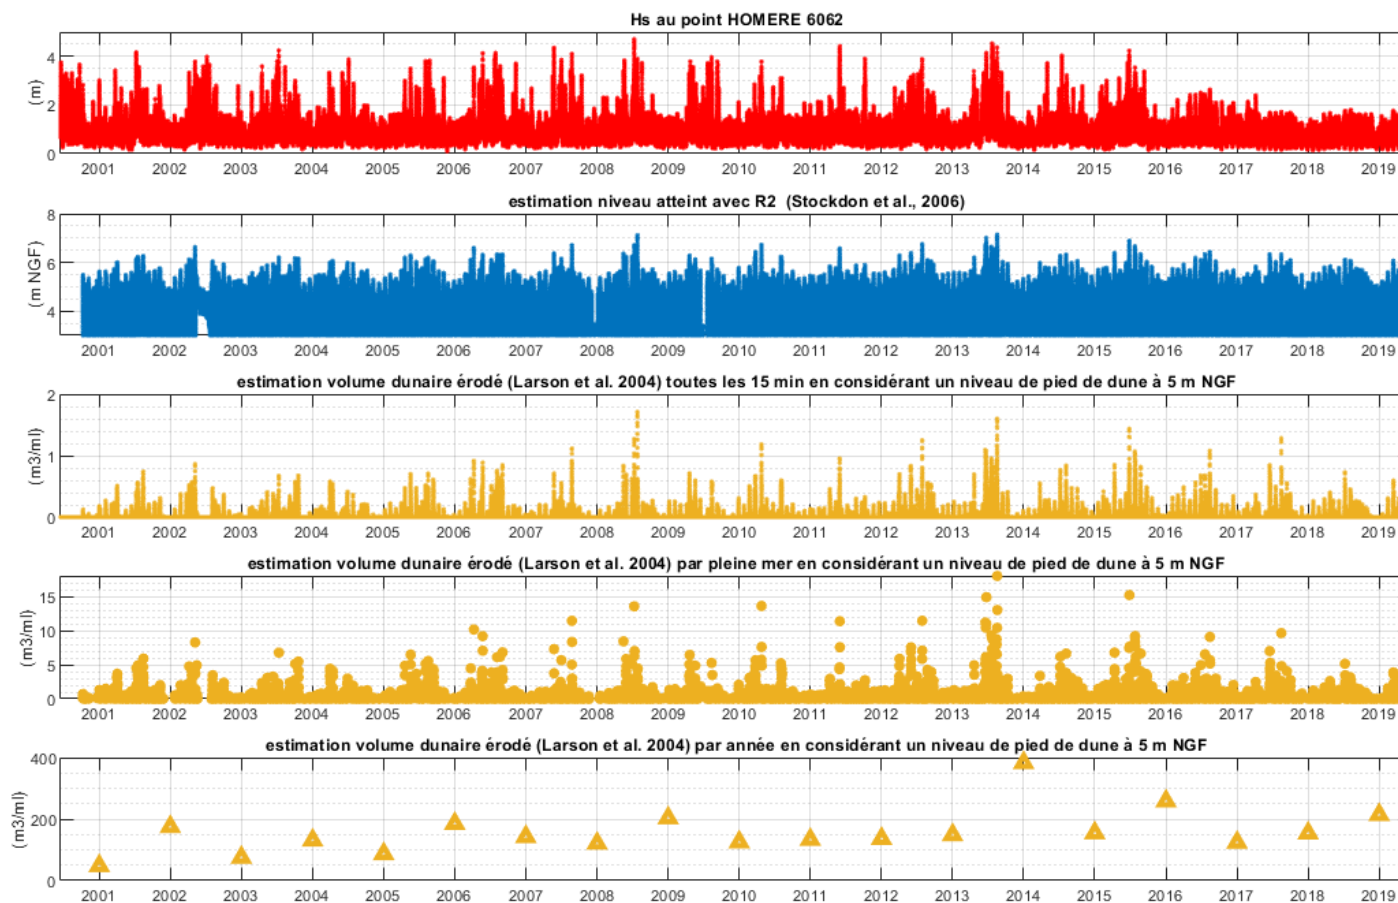 Hs au point HOMERE 6062
4
2
0
(m)
2001 2002 2003 2004 2005 2006 2007 2008 2009 2010 2011 2012 2013 2014 2015 2016 2017 2018 2019
estimation niveau atteint avec R2 (Stockdon et al., 2006)
8
6
4
(m NGF)
2001 2002 2003 2004 2005 2006 2007 2008 2009 2010 2011 2012 2013 2014 2015 2016 2017 2018 2019
estimation volume dunaire érodé (Larson et al. 2004) toutes les 15 min en considérant un niveau de pied de dune à 5 m NGF
2
1
0
(m3/ml)
2001 2002 2003 2004 2005 2006 2007 2008 2009 2010 2011 2012 2013 2014 2015 2016 2017 2018 2019
estimation volume dunaire érodé (Larson et al. 2004) par pleine mer en considérant un niveau de pied de dune à 5 m NGF
15
10
5
0
(m3/ml)
2001 2002 2003 2004 2005 2006 2007 2008 2009 2010 2011 2012 2013 2014 2015 2016 2017 2018 2019
estimation volume dunaire érodé (Larson et al. 2004) par année en considérant un niveau de pied de dune à 5 m NGF
400
200
0
(m3/ml)
2001 2002 2003 2004 2005 2006 2007 2008 2009 2010 2011 2012 2013 2014 2015 2016 2017 2018 2019